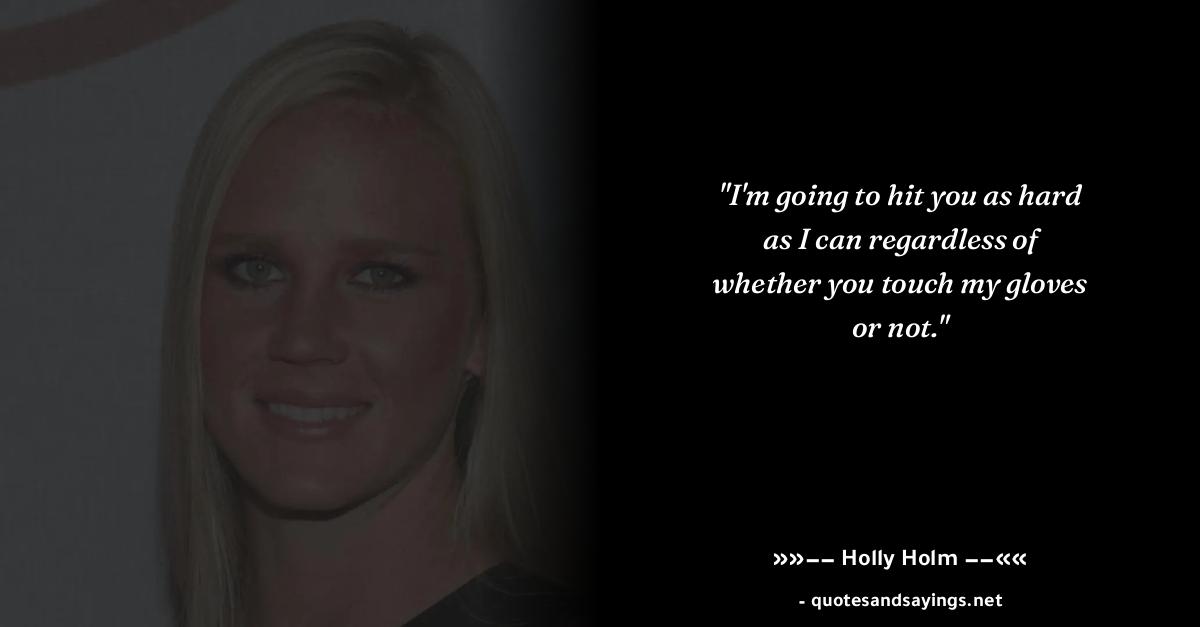 "I'm going to hit you as hard
as I can regardless of
whether you touch my gloves
or not."
»»–– Holly Holm ––««
- quotesandsayings.net